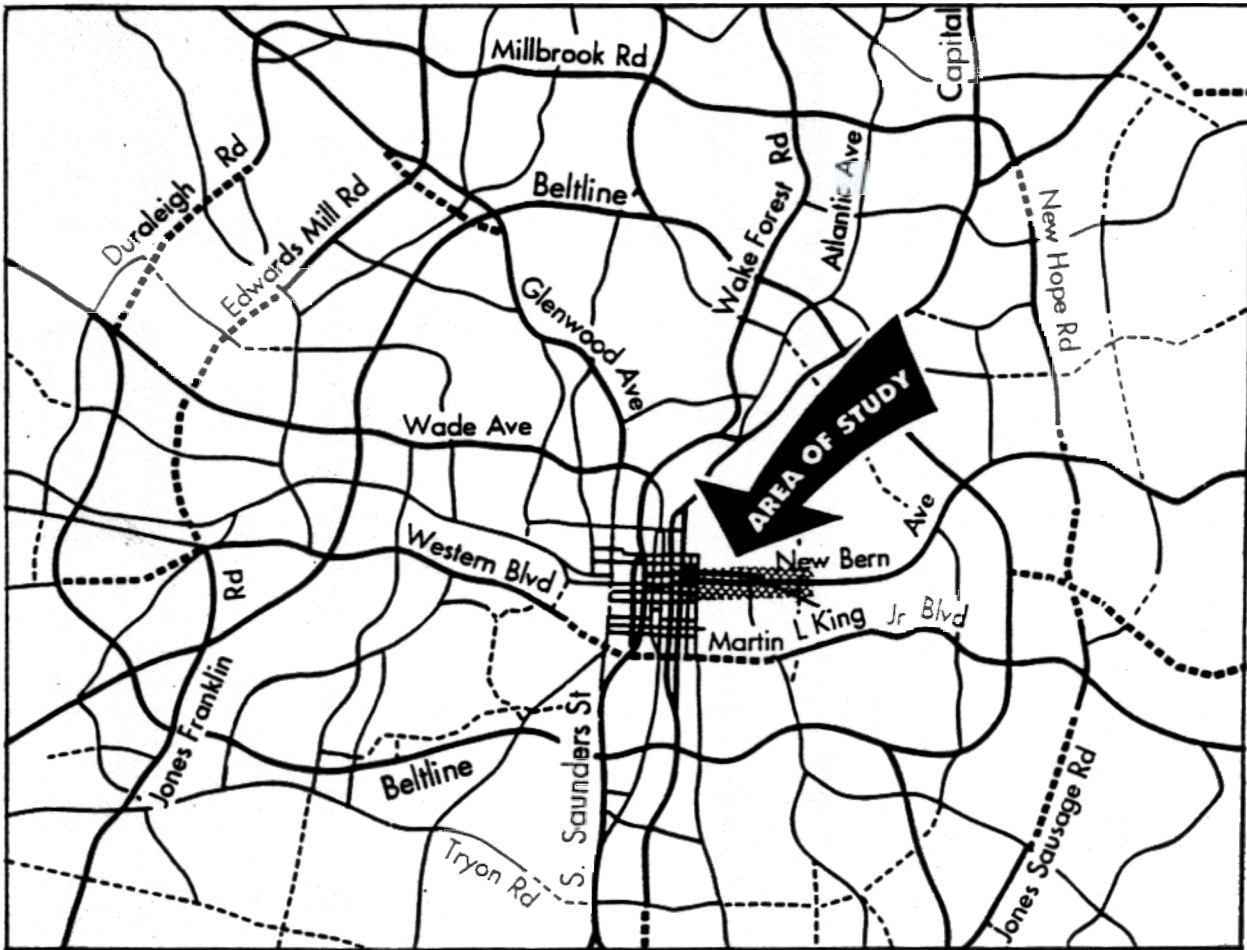 Millbrook Rd
Capital
Duraleigh Rd
Edwards Mill Rd
Beltline
Wake Forest Rd
Atlantic Ave
New Hope Rd
Glenwood Ave
Wade Ave
AREA OF STUDY
Western Blvd
New Bern Ave
Martin L King Jr Blvd
Jones Franklin Rd
Beltline
S. Saunders St
Tryon Rd
Jones Sausage Rd